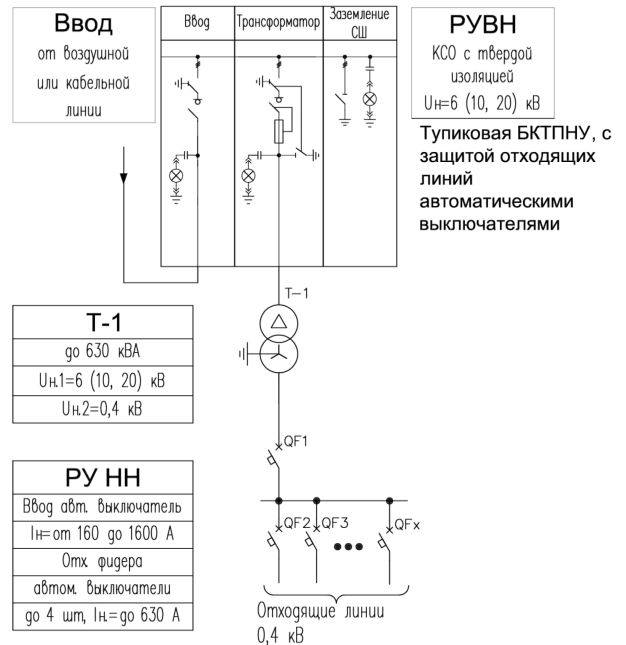 Ввод
от воздушной
или кабельной
линии
Ввод
Трансформатор
Заземление
СШ
РУВН
КСО с твердой
изоляцией
Uн=6 (10, 20) кВ
Тупиковая БКТПНУ, с
защитой отходящих
линий
автоматическими
выключателями
Т-1
Т-1
до 630 кВА
Uн.1=6 (10, 20) кВ
Uн.2=0,4 кВ
QF1
РУ НН
Ввод авт. выключатель
Iн=от 160 до 1600 А
Отх. фидера
автом. выключатели
до 4 шт, Iн.=до 630 А
QF2
QF3
QFx
Отходящие линии
0,4 кВ